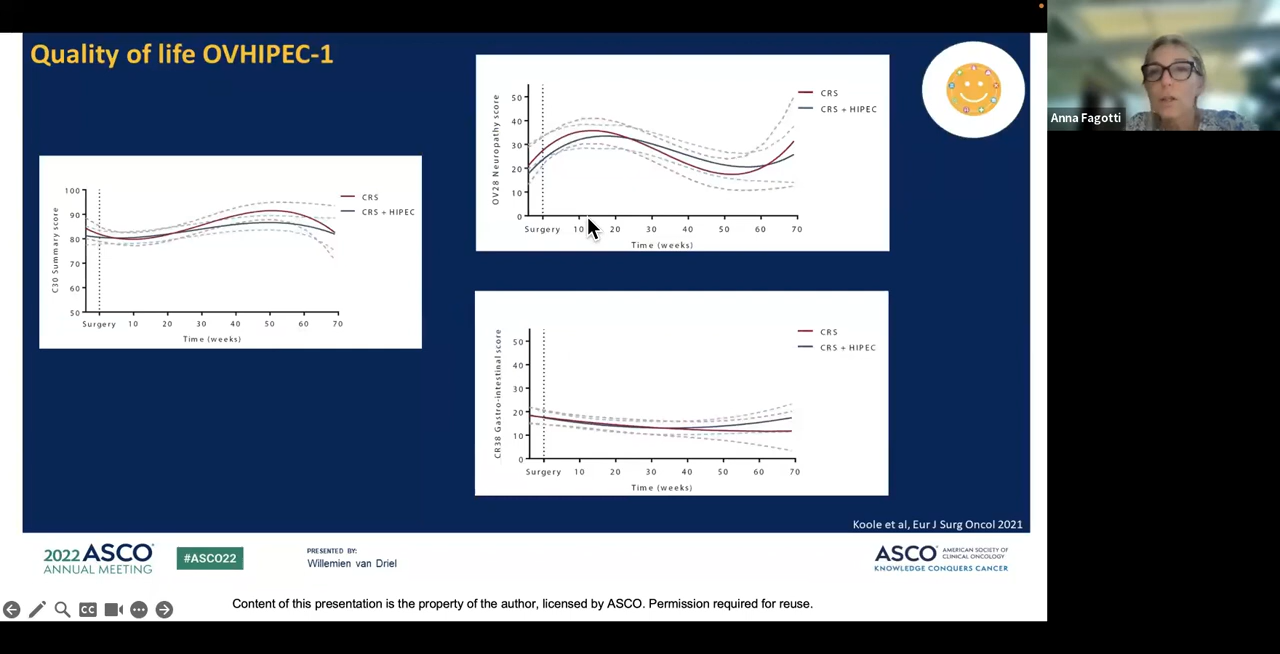 Quality of life OVHIPEC-1
C30 Summary score
100
90
80
70
60
50
Surgery 10 20 30 40 50 60 70
Time (weeks)
CRS
CRS + HIPEC
OV28 Neuropathy score
50
40
30
20
10
0
Surgery 10 20 30 40 50 60 70
Time (weeks)
CRS
CRS + HIPEC
CR38 Gastro-intestinal score
50
40
30
20
10
0
Surgery 10 20 30 40 50 60 70
Time (weeks)
CRS
CRS + HIPEC
Anna Fagotti
Koole et al, Eur J Surg Oncol 2021
2022 ASCO
ANNUAL MEETING
#ASCO22
PRESENTED BY:
Willemien van Driel
ASCO AMERICAN SOCIETY OF
CLINICAL ONCOLOGY
KNOWLEDGE CONQUERS CANCER
CC
Content of this presentation is the property of the author, licensed by ASCO. Permission required for reuse.